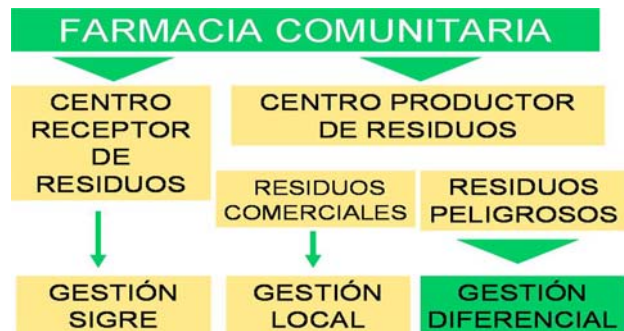 FARMACIA COMUNITARIA
CENTRO
RECEPTOR
DE
RESIDUOS
CENTRO PRODUCTOR
DE RESIDUOS
RESIDUOS
COMERCIALES
RESIDUOS
PELIGROSOS
GESTIÓN
SIGRE
GESTIÓN
LOCAL
GESTIÓN
DIFERENCIAL